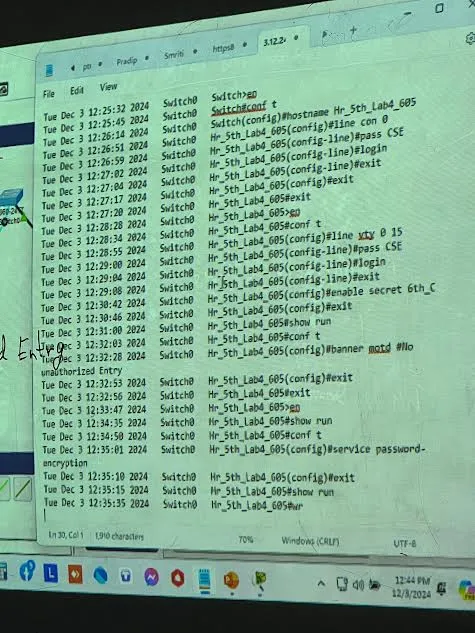 Pradip Smriti https8 3.12.2
File Edit View
Tue Dec 3 12:25:32 2024 Switch0 Switch>en
Tue Dec 3 12:25:45 2024 Switch0 Switch#conf t
Tue Dec 3 12:26:14 2024 Switch0 Switch(config)#hostname Hr_5th_Lab4_605
Tue Dec 3 12:26:51 2024 Switch0 Hr_5th_Lab4_605(config)#line con 0
Tue Dec 3 12:26:59 2024 Switch0 Hr_5th_Lab4_605(config-line)#pass CSE
Tue Dec 3 12:27:02 2024 Switch0 Hr_5th_Lab4_605(config-line)#login
Tue Dec 3 12:27:04 2024 Switch0 Hr_5th_Lab4_605(config-line)#exit
Tue Dec 3 12:27:17 2024 Switch0 Hr_5th_Lab4_605(config)#exit
Tue Dec 3 12:27:20 2024 Switch0 Hr_5th_Lab4_605#exit
Tue Dec 3 12:28:28 2024 Switch0 Hr_5th_Lab4_605>en
Tue Dec 3 12:28:34 2024 Switch0 Hr_5th_Lab4_605#conf t
Tue Dec 3 12:28:55 2024 Switch0 Hr_5th_Lab4_605(config)#line vty 0 15
Tue Dec 3 12:29:00 2024 Switch0 Hr_5th_Lab4_605(config-line)#pass CSE
Tue Dec 3 12:29:04 2024 Switch0 Hr_5th_Lab4_605(config-line)#login
Tue Dec 3 12:29:08 2024 Switch0 Hr_5th_Lab4_605(config-line)#exit
Tue Dec 3 12:30:42 2024 Switch0 Hr_5th_Lab4_605(config)#enable secret 6th_C
Tue Dec 3 12:30:46 2024 Switch0 Hr_5th_Lab4_605(config)#exit
Tue Dec 3 12:31:00 2024 Switch0 Hr_5th_Lab4_605#show run
Tue Dec 3 12:32:03 2024 Switch0 Hr_5th_Lab4_605#conf t
Tue Dec 3 12:32:28 2024 Switch0 Hr_5th_Lab4_605(config)#banner motd #No
unauthorized Entry
Tue Dec 3 12:32:53 2024 Switch0 Hr_5th_Lab4_605(config)#exit
Tue Dec 3 12:32:56 2024 Switch0 Hr_5th_Lab4_605#exit
Tue Dec 3 12:33:47 2024 Switch0 Hr_5th_Lab4_605>en
Tue Dec 3 12:34:35 2024 Switch0 Hr_5th_Lab4_605#show run
Tue Dec 3 12:34:50 2024 Switch0 Hr_5th_Lab4_605#conf t
Tue Dec 3 12:35:01 2024 Switch0 Hr_5th_Lab4_605(config)#service password-
encryption
Tue Dec 3 12:35:10 2024 Switch0 Hr_5th_Lab4_605(config)#exit
Tue Dec 3 12:35:15 2024 Switch0 Hr_5th_Lab4_605#show run
Tue Dec 3 12:35:35 2024 Switch0 Hr_5th_Lab4_605#wr
Ln 30, Col 1 1,910 characters 70% Windows (CRLF) UTF-8
d Entry
12:44 PM
12/3/2024